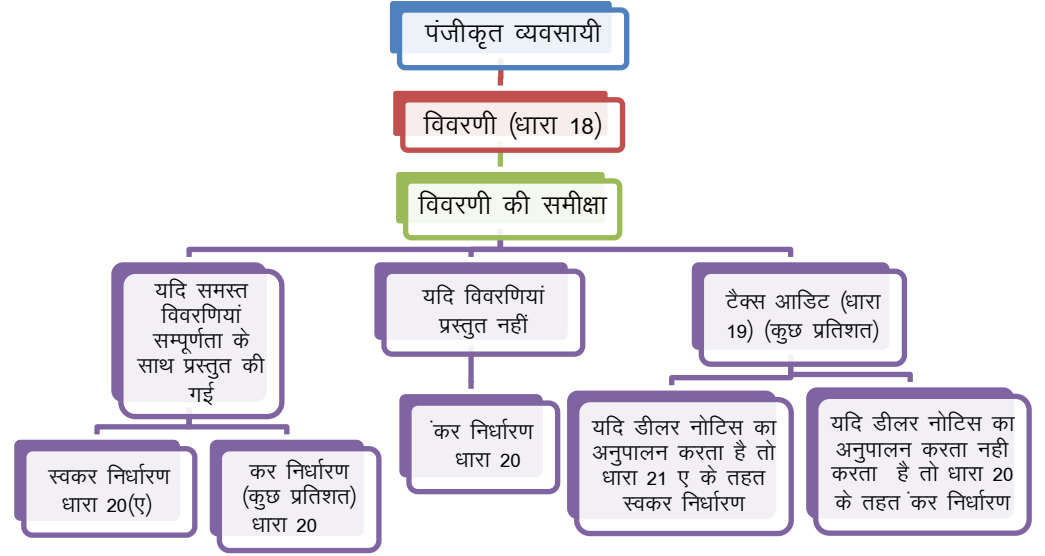 पंजीकृत व्यवसायी
विवरणी (धारा 18)
विवरणी की समीक्षा
यदि समस्त
विवरणियां
सम्पूर्णता के
साथ प्रस्तुत की
गई
यदि विवरणियां
प्रस्तुत नहीं
टैक्स आडिट (धारा
19) (कुछ प्रतिशत)
स्वकर निर्धारण
धारा 20(ए)
कर निर्धारण
(कुछ प्रतिशत)
धारा 20
ंकर निर्धारण
धारा 20
यदि डीलर नोटिस का
अनुपालन करता है तो
धारा 21 ए के तहत
स्वकर निर्धारण
यदि डीलर नोटिस का
अनुपालन करता नही
करता है तो धारा 20
के तहत ंकर निर्धारण